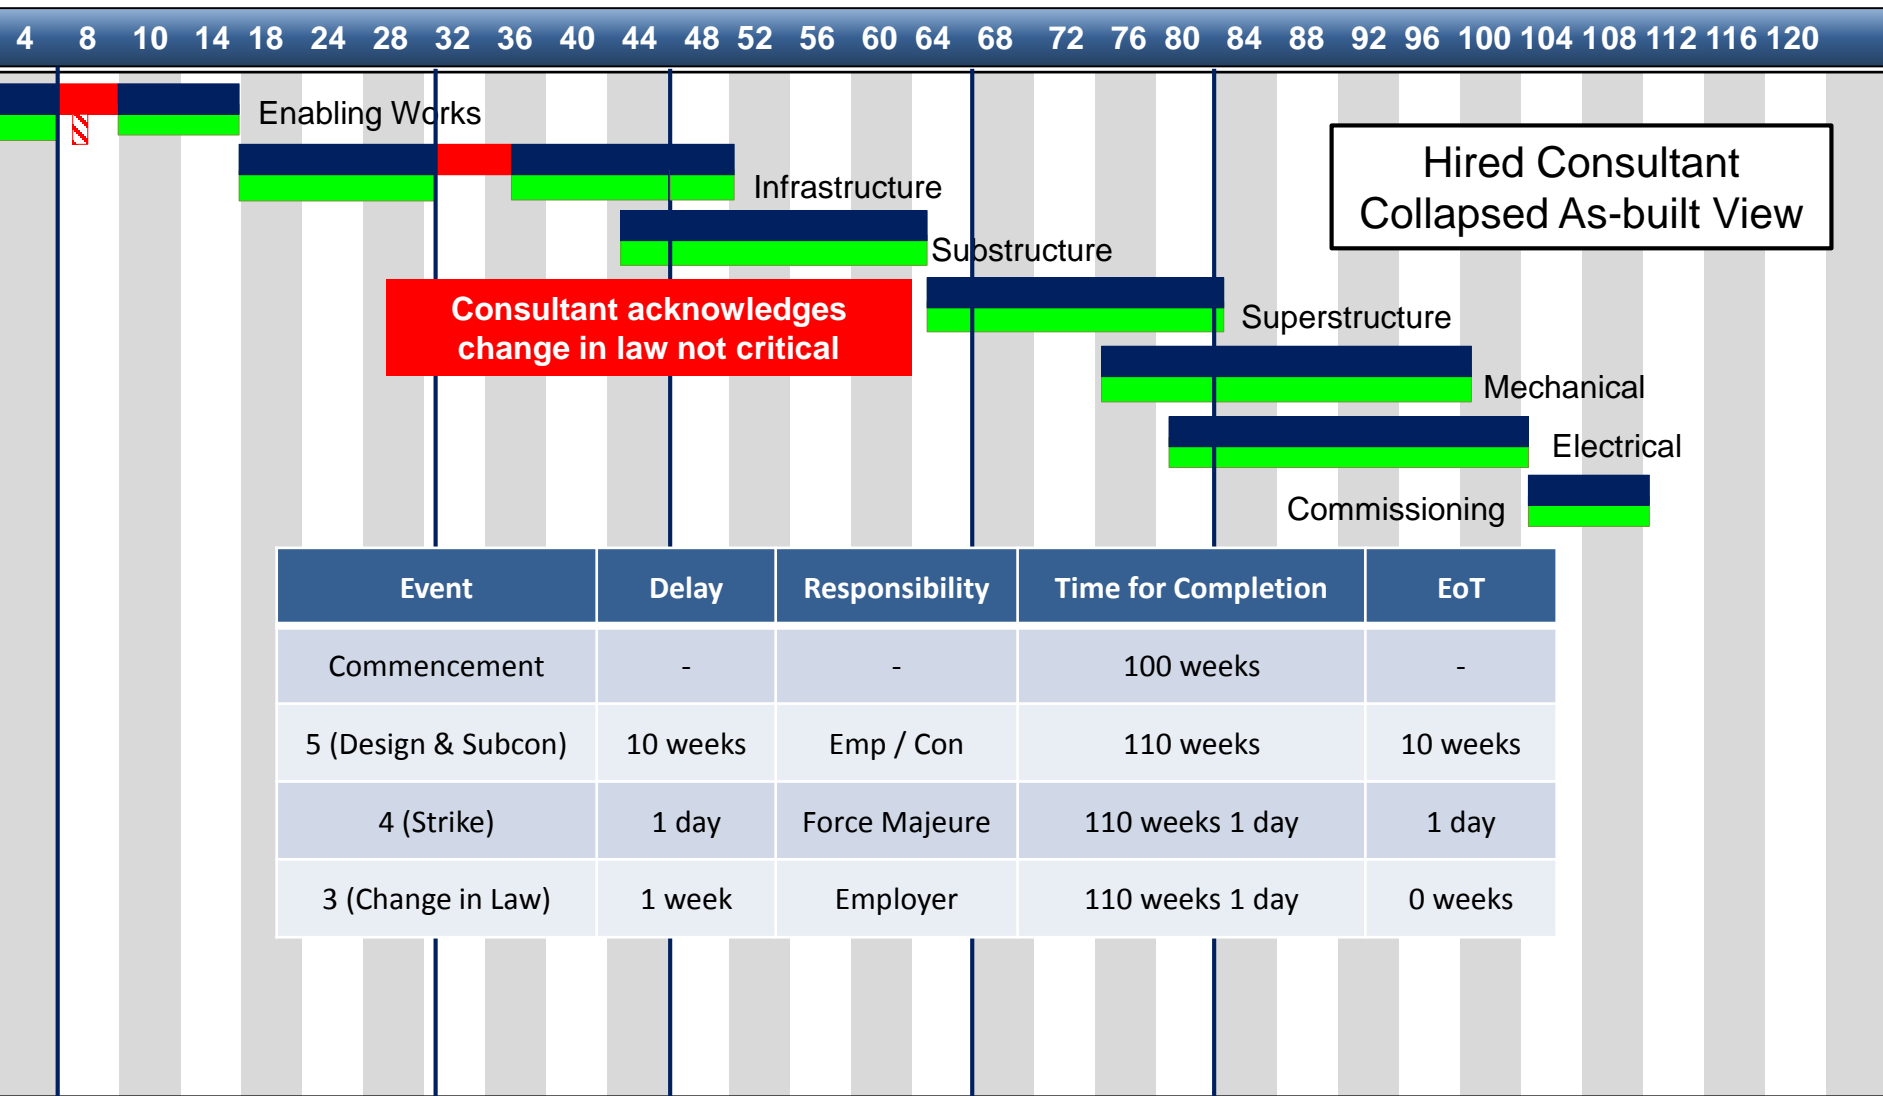 4 8 10 14 18 24 28 32 36 40 44 48 52 56 60 64 68 72 76 80 84 88 92 96 100 104 108 112 116 120
Enabling Works
Hired Consultant
Collapsed As-built View
Infrastructure
Substructure
Consultant acknowledges
change in law not critical
Superstructure
Mechanical
Electrical
Commissioning
Event Delay Responsibility Time for Completion EoT
Commencement - - 100 weeks -
5 (Design & Subcon) 10 weeks Emp / Con 110 weeks 10 weeks
4 (Strike) 1 day Force Majeure 110 weeks 1 day 1 day
3 (Change in Law) 1 week Employer 110 weeks 1 day 0 weeks